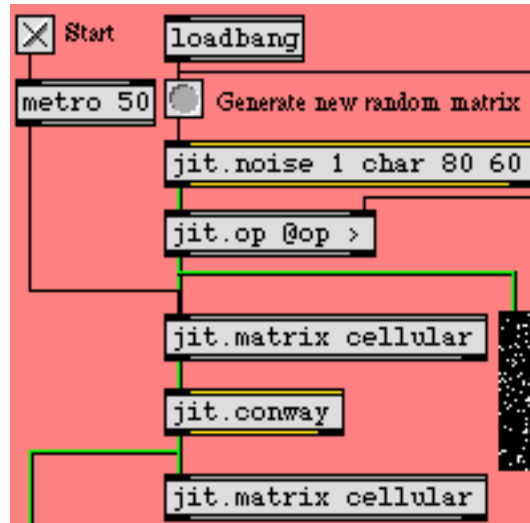 Start
loadbang
metro 50
Generate new random matrix
jit.noise 1 char 80 60
jit.op @op >
jit.matrix cellular
jit.conway
jit.matrix cellular